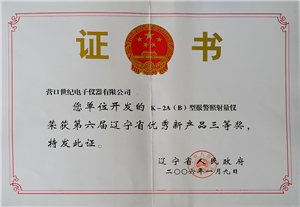 证书
营口世纪电子仪器有限公司
您单位开发的 K-2A(B)型报警照射量仪
荣获第六届辽宁省优秀新产品三等奖，
特发此证。
辽宁省人民政府
二〇〇六年一月九日